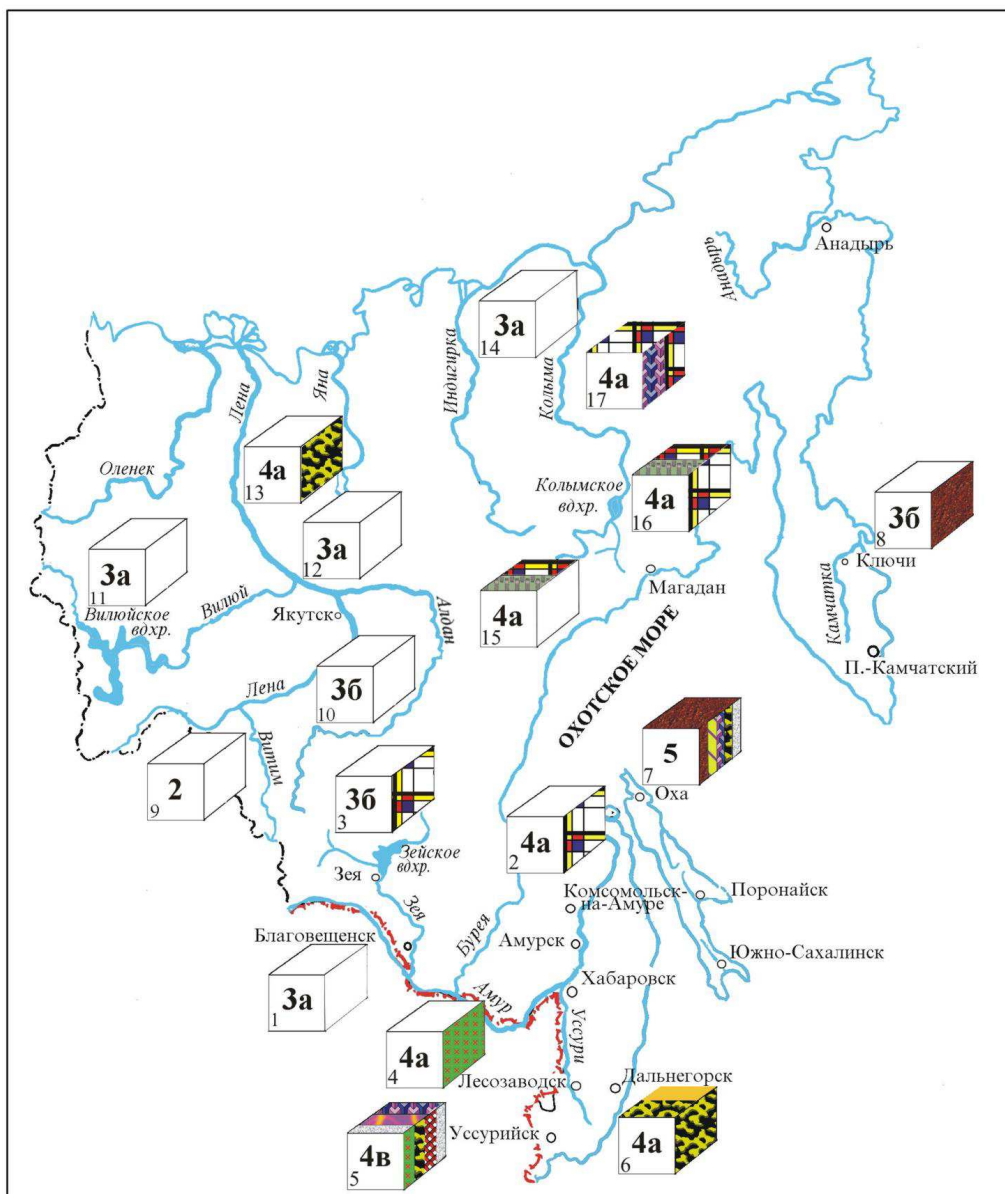 Анадырь
Анадырь
3а
14
Индигирка
Колыма
4а
17
Лена
Яна
Оленек
4а
13
Колымское
вдхр.
4а
16
3б
8
Ключи
3а
12
3а
11
Вилюйское
вдхр.
Вилюй
Якутск
Алдан
4а
15
Магадан
Камчатка
П.-Камчатский
ОХОТСКОЕ МОРЕ
Лена
3б
10
5
7
Оха
2
9
Витим
3б
3
4а
2
Зейское
вдхр.
Зея
Зея
Комсомольск-
на-Амуре
Поронайск
Благовещенск
Бурея
Амурск
Южно-Сахалинск
3а
1
Амур
Хабаровск
Уссури
4а
4
Лесозаводск
Дальнегорск
4в
5
Уссурийск
4а
6